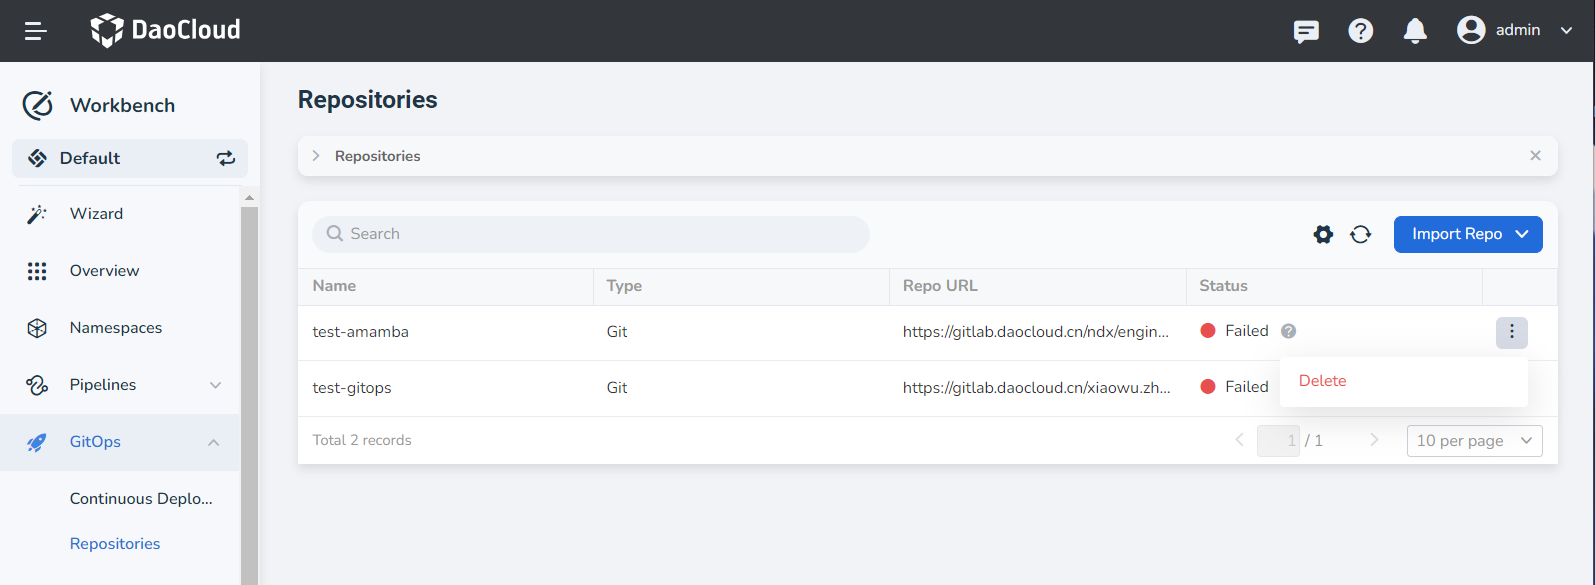 DaoCloud
admin
Workbench
Default
Wizard
Overview
Namespaces
Pipelines
GitOps
Continuous Deplo...
Repositories
Repositories
Repositories
Search
Import Repo
Name Type Repo URL Status
test-amamba Git https://gitlab.daocloud.cn/ndx/engin... Failed
test-gitops Git https://gitlab.daocloud.cn/xiaowu.zh... Failed
Delete
Total 2 records
1 / 1
10 per page